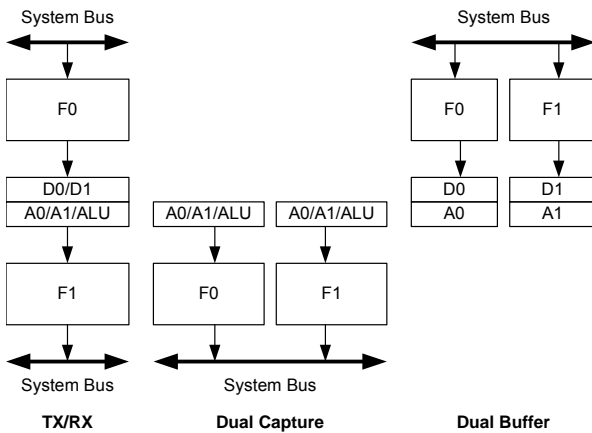 System Bus
System Bus
F0
F0
F1
D0/D1
D0
D1
A0/A1/ALU
A0/A1/ALU
A0/A1/ALU
A0
A1
F1
F0
F1
System Bus
System Bus
TX/RX
Dual Capture
Dual Buffer